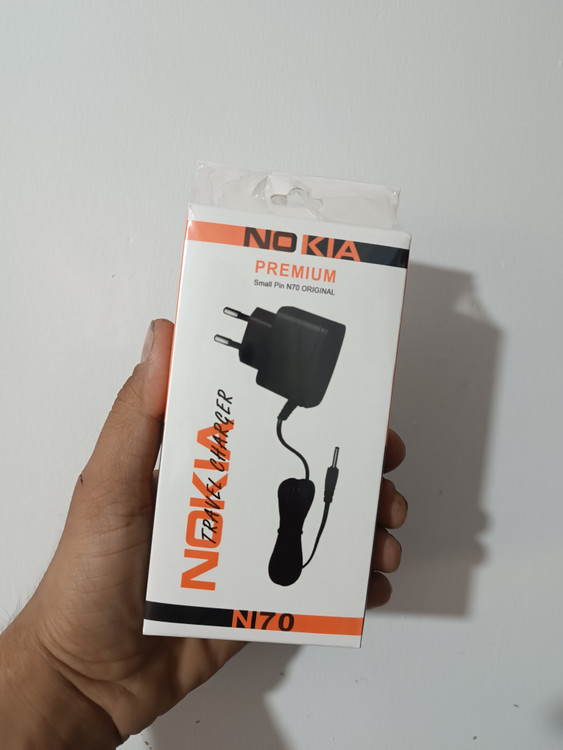 NOKIA
PREMIUM
Small Pin N70 ORIGINAL
NOKIA
TRAVEL CHARGER
N70